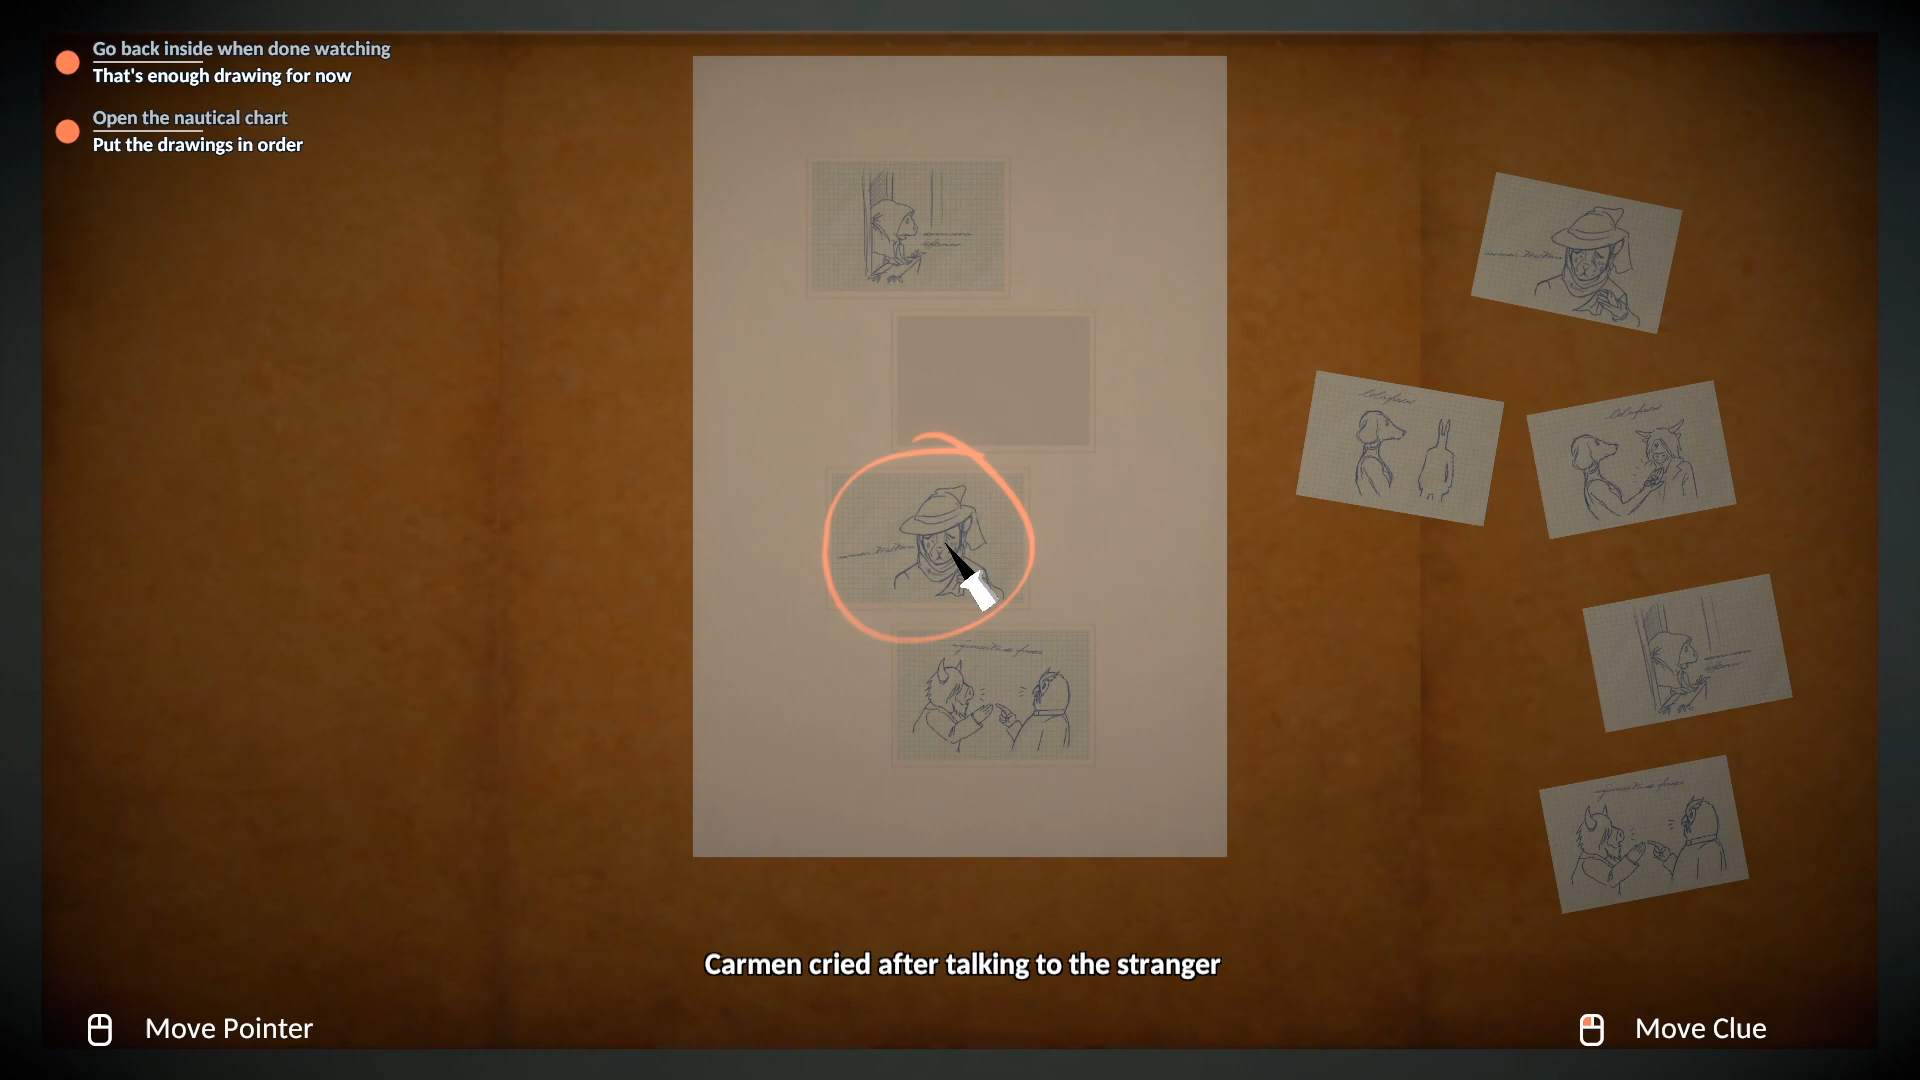 Go back inside when done watching
That's enough drawing for now
Open the nautical chart
Put the drawings in order
Carmen cried after talking to the stranger
Move Pointer
Move Clue